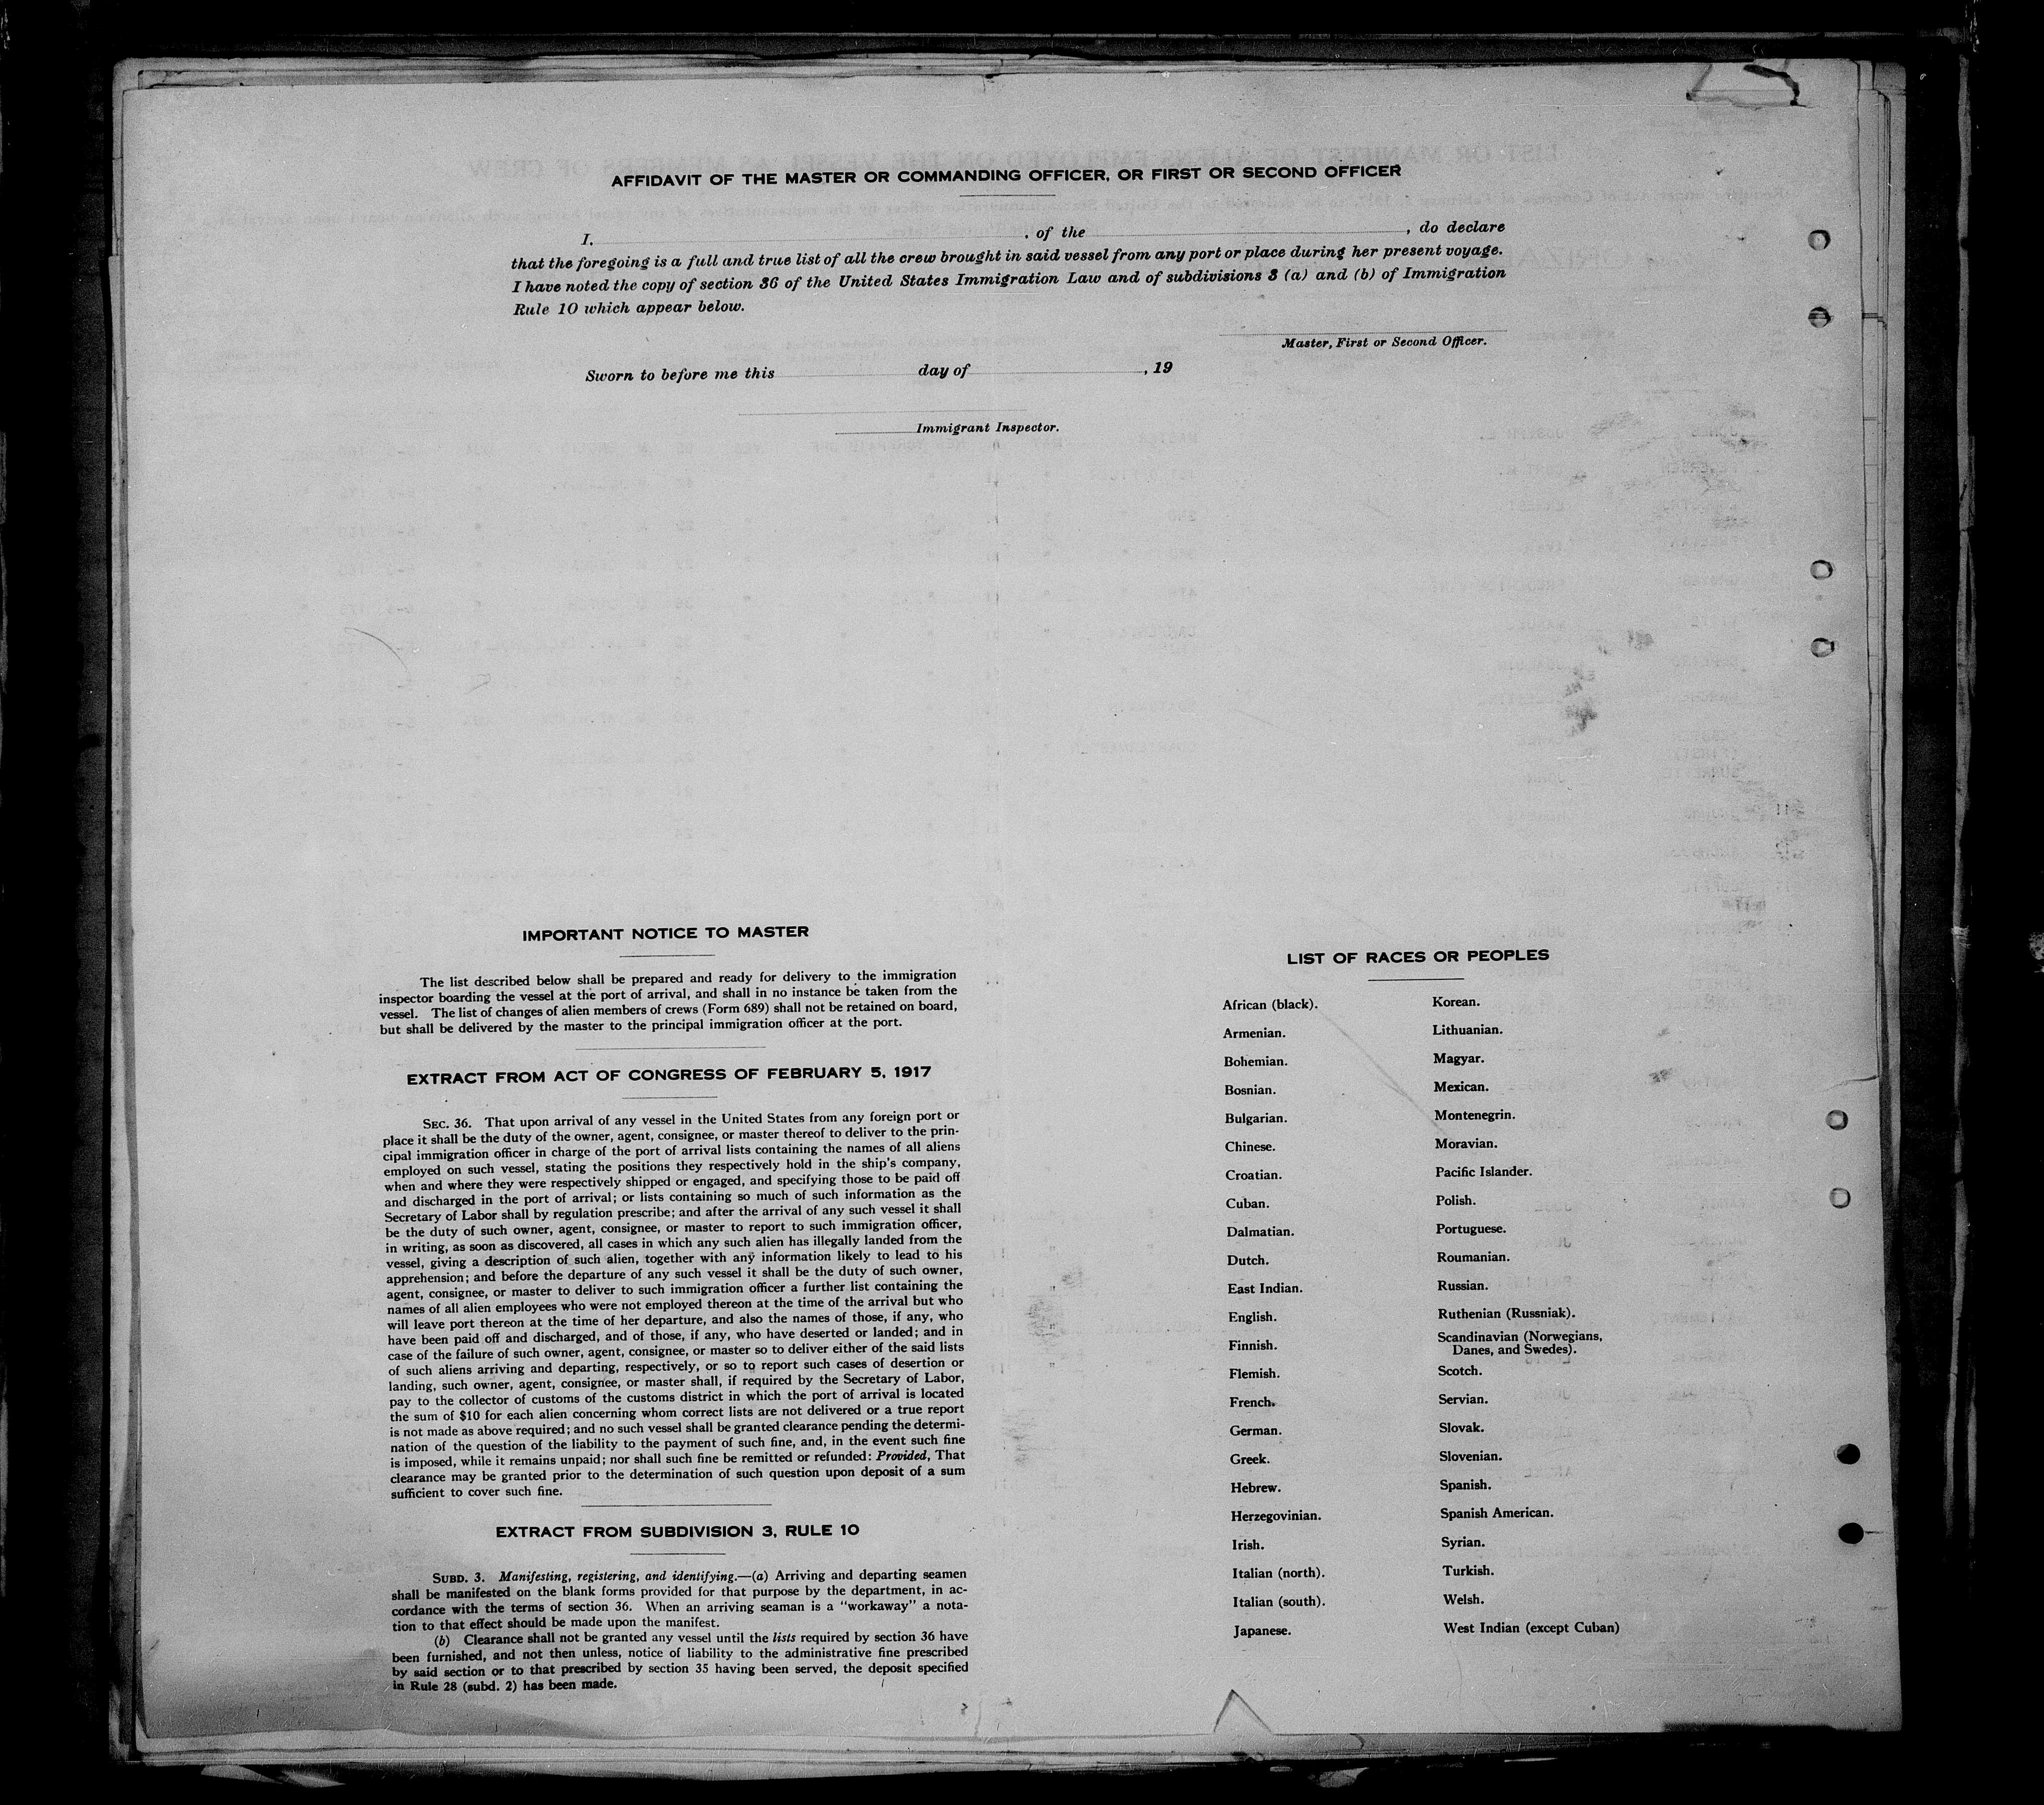 AFFIDAVIT OF THE MASTER OR COMMANDING OFFICER, OR FIRST OR SECOND OFFICER
I, , of the , do declare
that the foregoing is a full and true list of all the crew brought in said vessel from any port or place during her present voyage.
I have noted the copy of section 36 of the United States Immigration Law and of subdivisions 3 (a) and (b) of Immigration
Rule 10 which appear below.
Master, First or Second Officer.
Sworn to before me this day of , 19
Immigrant Inspector.
IMPORTANT NOTICE TO MASTER
The list described below shall be prepared and ready for delivery to the immigration
inspector boarding the vessel at the port of arrival, and shall in no instance be taken from the
vessel. The list of changes of alien members of crews (Form 689) shall not be retained on board,
but shall be delivered by the master to the principal immigration officer at the port.
EXTRACT FROM ACT OF CONGRESS OF FEBRUARY 5, 1917
SEC. 36. That upon arrival of any vessel in the United States from any foreign port or
place it shall be the duty of the owner, agent, consignee, or master thereof to deliver to the prin-
cipal immigration officer in charge of the port of arrival lists containing the names of all aliens
employed on such vessel, stating the positions they respectively hold in the ship's company,
when and where they were respectively shipped or engaged, and specifying those to be paid off
and discharged in the port of arrival; or lists containing so much of such information as the
Secretary of Labor shall by regulation prescribe; and after the arrival of any such vessel it shall
be the duty of such owner, agent, consignee, or master to report to such immigration officer,
in writing, as soon as discovered, all cases in which any such alien has illegally landed from the
vessel, giving a description of such alien, together with any information likely to lead to his
apprehension; and before the departure of any such vessel it shall be the duty of such owner,
agent, consignee, or master to deliver to such immigration officer a further list containing the
names of all alien employees who were not employed thereon at the time of the arrival but who
will leave port thereon at the time of her departure, and also the names of those, if any, who
have been paid off and discharged, and of those, if any, who have deserted or landed; and in
case of the failure of such owner, agent, consignee, or master so to deliver either of the said lists
of such aliens arriving and departing, respectively, or so to report such cases of desertion or
landing, such owner, agent, consignee, or master shall, if required by the Secretary of Labor,
pay to the collector of customs of the customs district in which the port of arrival is located
the sum of $10 for each alien concerning whom correct lists are not delivered or a true report
is not made as above required; and no such vessel shall be granted clearance pending the determi-
nation of the question of the liability to the payment of such fine, and, in the event such fine
is imposed, while it remains unpaid; nor shall such fine be remitted or refunded: Provided, That
clearance may be granted prior to the determination of such question upon deposit of a sum
sufficient to cover such fine.
EXTRACT FROM SUBDIVISION 3, RULE 10
SUBD. 3. Manifesting, registering, and identifying.—(a) Arriving and departing seamen
shall be manifested on the blank forms provided for that purpose by the department, in ac-
cordance with the terms of section 36. When an arriving seaman is a "workaway" a nota-
tion to that effect should be made upon the manifest.
(b) Clearance shall not be granted any vessel until the lists required by section 36 have
been furnished, and not then unless, notice of liability to the administrative fine prescribed
by said section or to that prescribed by section 35 having been served, the deposit specified
in Rule 28 (subd. 2) has been made.
LIST OF RACES OR PEOPLES
African (black).
Armenian.
Bohemian.
Bosnian.
Bulgarian.
Chinese.
Croatian.
Cuban.
Dalmatian.
Dutch.
East Indian.
English.
Finnish.
Flemish.
French.
German.
Greek.
Hebrew.
Herzegovinian.
Irish.
Italian (north).
Italian (south).
Japanese.
Korean.
Lithuanian.
Magyar.
Mexican.
Montenegrin.
Moravian.
Pacific Islander.
Polish.
Portuguese.
Roumanian.
Russian.
Ruthenian (Russniak).
Scandinavian (Norwegians,
Danes, and Swedes).
Scotch.
Servian.
Slovak.
Slovenian.
Spanish.
Spanish American.
Syrian.
Turkish.
Welsh.
West Indian (except Cuban)